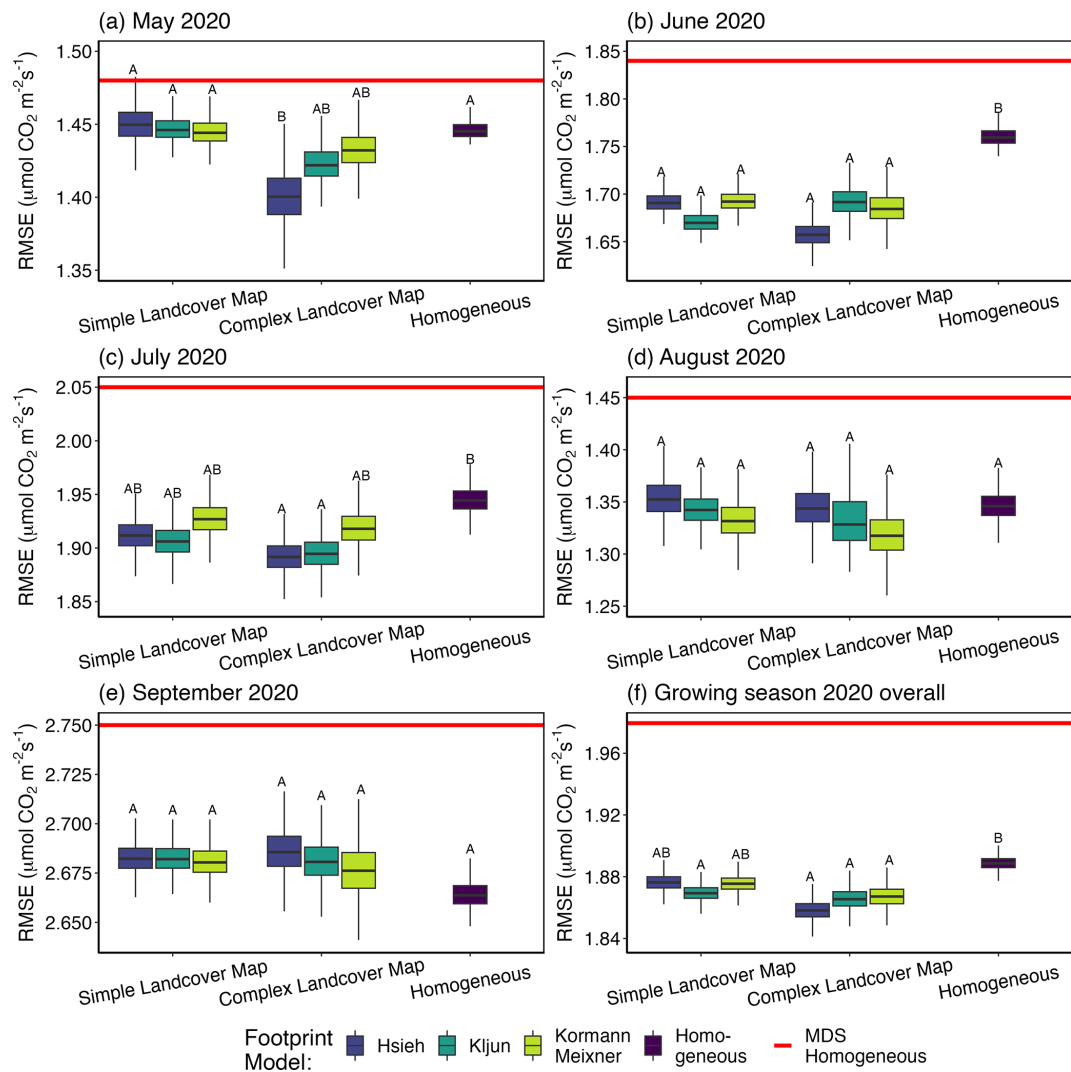 (a) May 2020
RMSE (μmol CO₂ m⁻²s⁻¹)
1.50
1.45
1.40
1.35
A A A B AB AB A
Simple Landcover Map Complex Landcover Map Homogeneous
(b) June 2020
RMSE (μmol CO₂ m⁻²s⁻¹)
1.85
1.80
1.75
1.70
1.65
A A A A A A B
Simple Landcover Map Complex Landcover Map Homogeneous
(c) July 2020
RMSE (μmol CO₂ m⁻²s⁻¹)
2.05
2.00
1.95
1.90
1.85
AB AB AB A A AB B
Simple Landcover Map Complex Landcover Map Homogeneous
(d) August 2020
RMSE (μmol CO₂ m⁻²s⁻¹)
1.45
1.40
1.35
1.30
1.25
A A A A A A A
Simple Landcover Map Complex Landcover Map Homogeneous
(e) September 2020
RMSE (μmol CO₂ m⁻²s⁻¹)
2.750
2.725
2.700
2.675
2.650
A A A A A A A
Simple Landcover Map Complex Landcover Map Homogeneous
(f) Growing season 2020 overall
RMSE (μmol CO₂ m⁻²s⁻¹)
1.96
1.92
1.88
1.84
AB A AB A A A B
Simple Landcover Map Complex Landcover Map Homogeneous
Footprint
Model:
Hsieh
Kljun
Kormann
Meixner
Homo-
geneous
MDS
Homogeneous